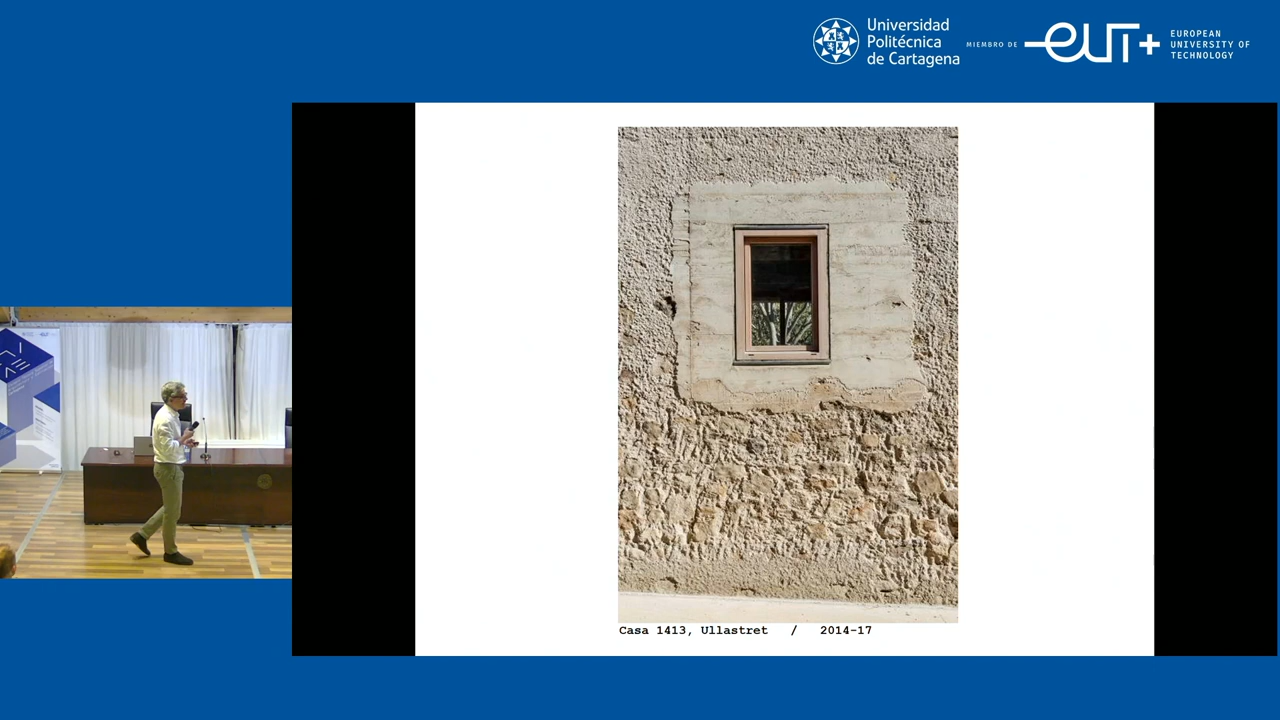 Universidad
Politécnica
de Cartagena
MIEMBRO DE
eut+
EUROPEAN
UNIVERSITY OF
TECHNOLOGY
Casa 1413, Ullastret / 2014-17